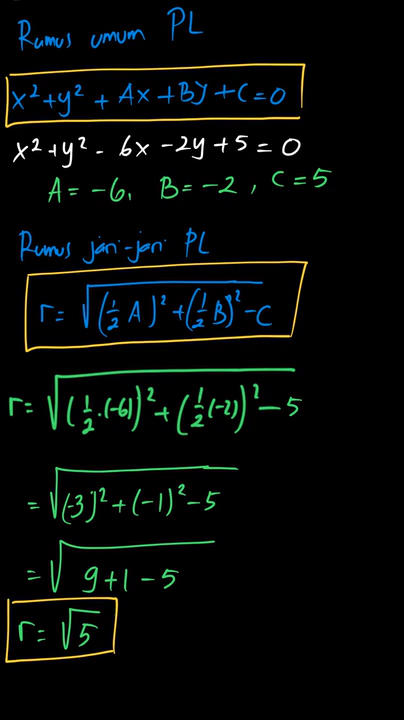 Rumus umum PL
x² + y² + Ax + By + C = 0
x² + y² - 6x - 2y + 5 = 0
A = -6, B = -2, C = 5
Rumus jari-jari PL
r = √((½ A)² + (½ B)² - C
r = √((½ . (-6))² + (½ (-2))² - 5
= √(-3)² + (-1)² - 5
= √9 + 1 - 5
r = √5